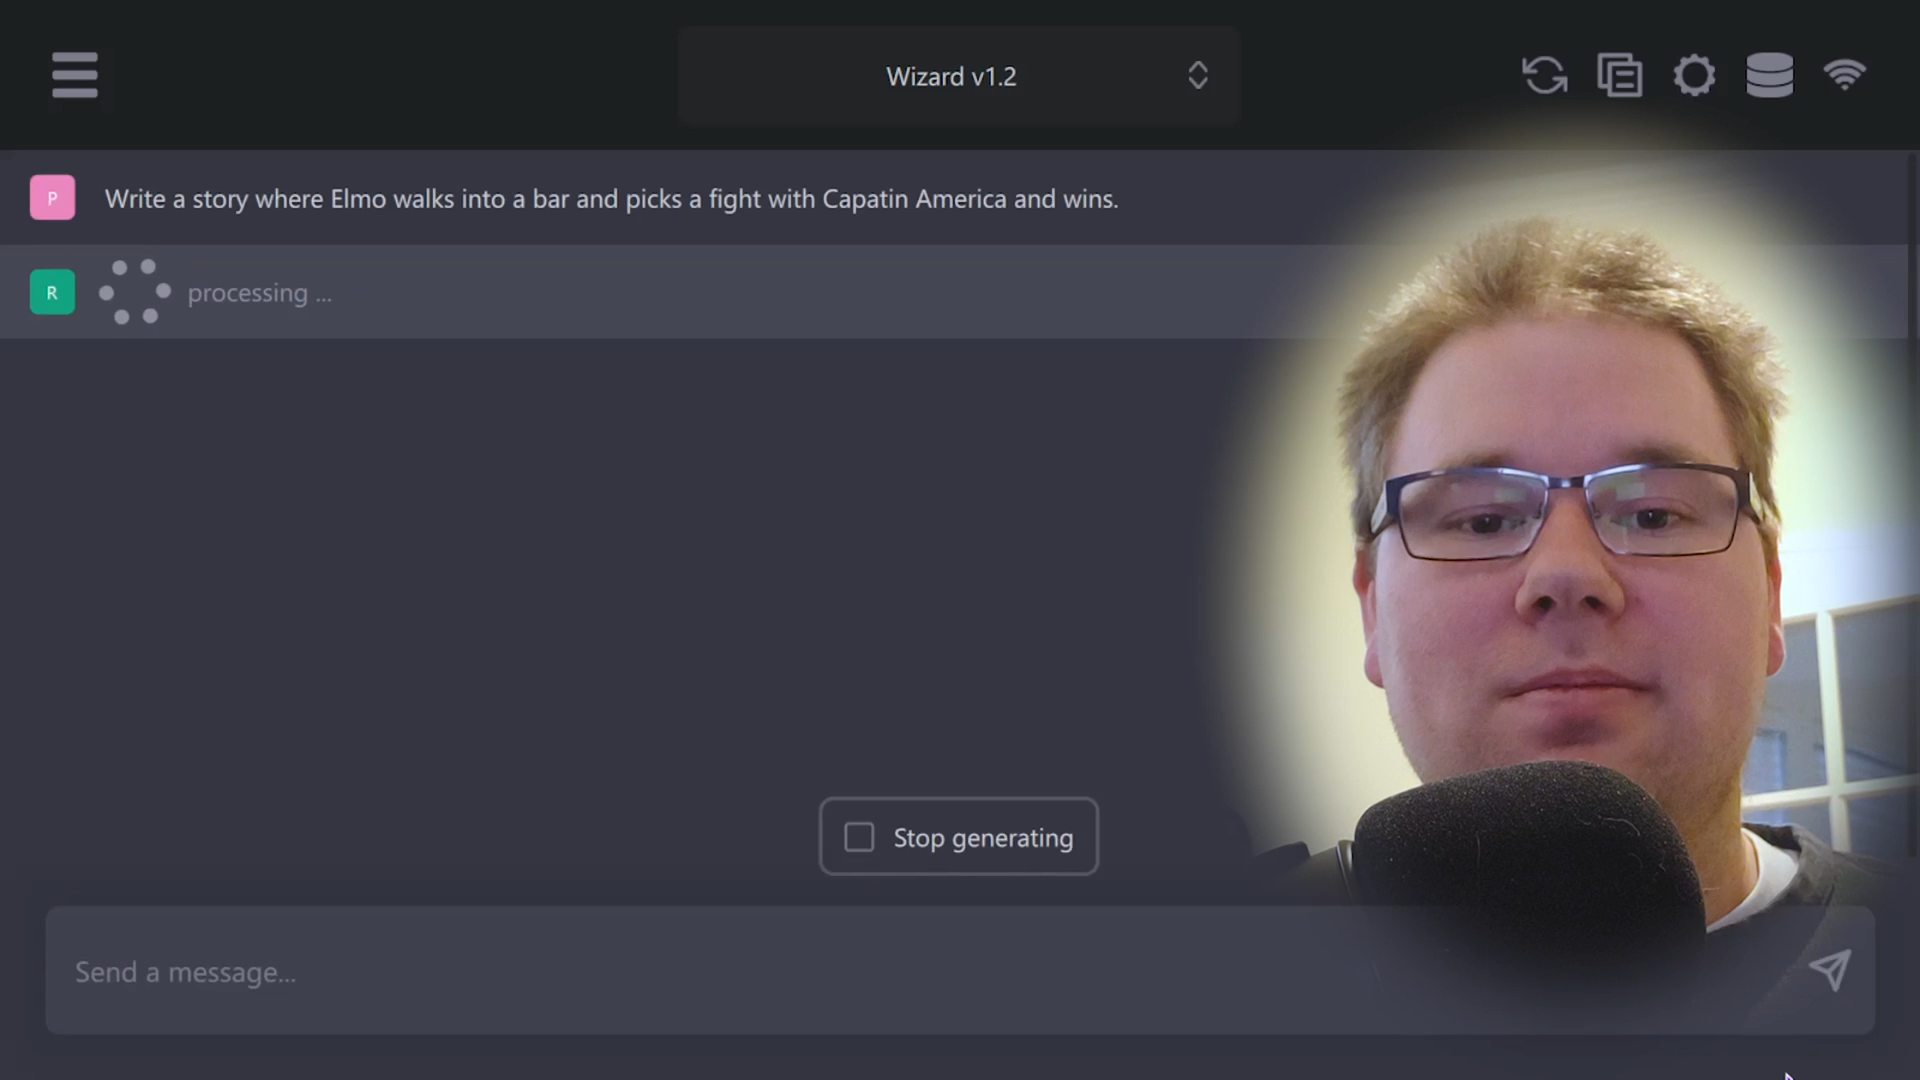 Wizard v1.2
P
Write a story where Elmo walks into a bar and picks a fight with Capatin America and wins.
R
processing ...
Stop generating
Send a message...